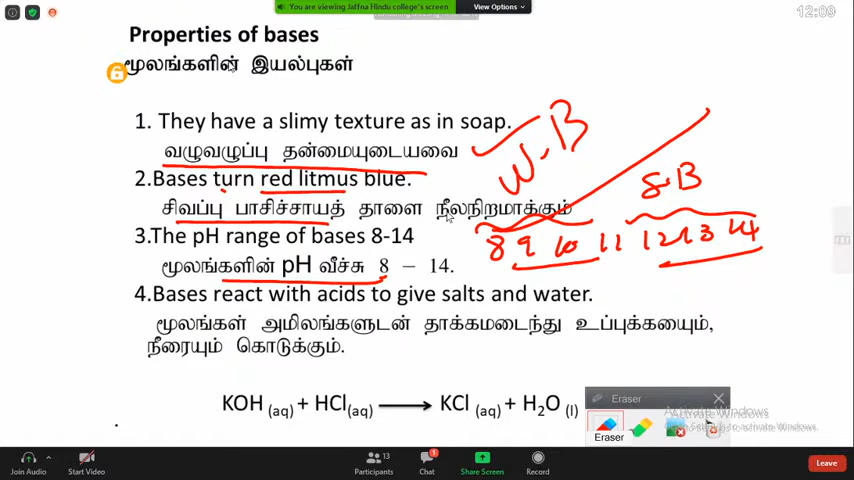 You are viewing Jaffna Hindu college's screen
View Options
12:09
Properties of bases
மூலங்களின் இயல்புகள்
1. They have a slimy texture as in soap.
வழுவழுப்பு தன்மையுடையவை
W.B
2.Bases turn red litmus blue.
S.B
சிவப்பு பாசிச்சாயத் தாளை நீலநிறமாக்கும்
3.The pH range of bases 8-14
8 9 10 11 12 13 14
மூலங்களின் pH வீச்சு 8 – 14.
4.Bases react with acids to give salts and water.
மூலங்கள் அமிலங்களுடன் தாக்கமடைந்து உப்புக்கயைும்,
நீரையும் கொடுக்கும்.
KOH (aq) + HCl(aq) ⟶ KCl (aq) + H2O (l)
Eraser
Activate Windows
Eraser
Join Audio
Start Video
13
Participants
1
Chat
Share Screen
Record
Leave